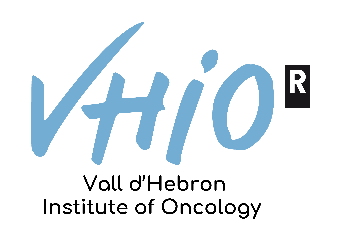 VHIO R
Vall d'Hebron
Institute of Oncology